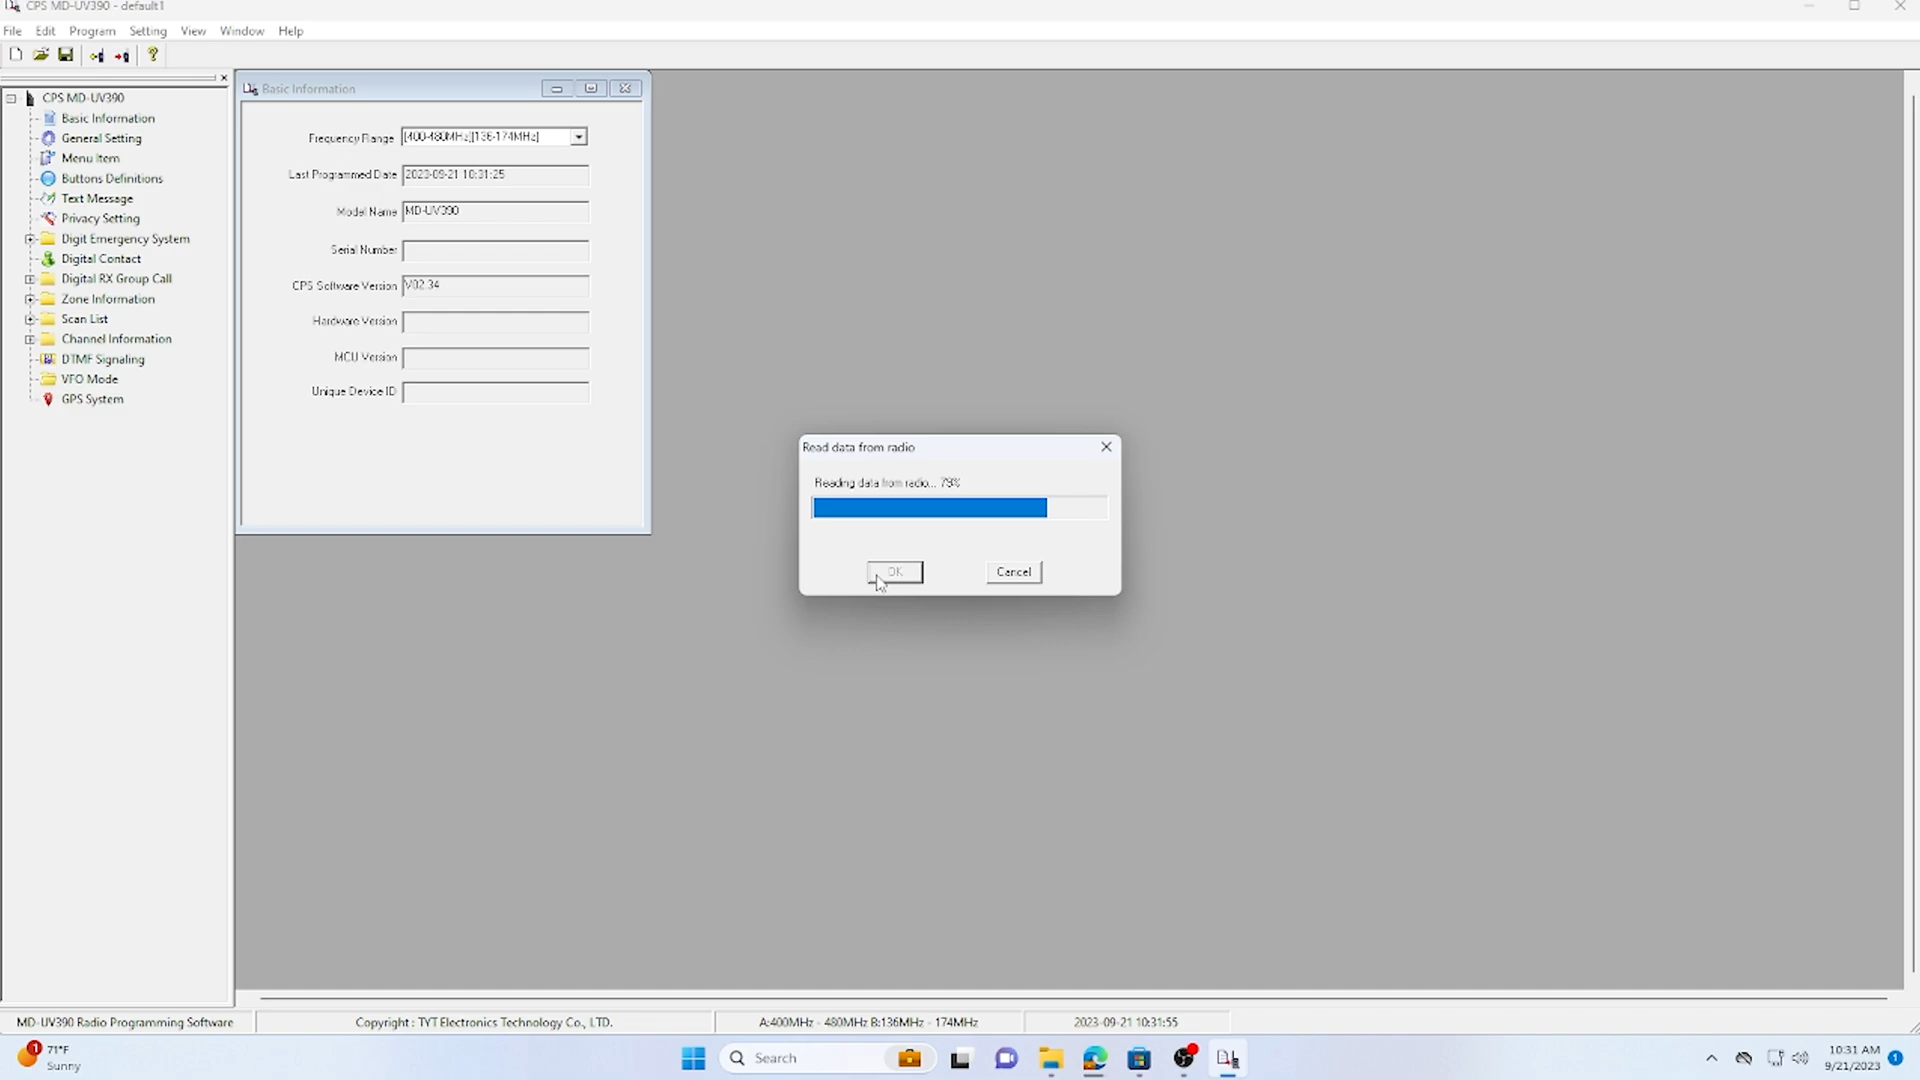 CPS MD-UV390 - default1
File Edit Program Setting View Window Help
CPS MD-UV390
Basic Information
General Setting
Menu Item
Buttons Definitions
Text Message
Privacy Setting
Digit Emergency System
Digital Contact
Digital RX Group Call
Zone Information
Scan List
Channel Information
DTMF Signaling
VFO Mode
GPS System
Basic Information
Frequency Range [400-480MHz][136-174MHz]
Last Programmed Date 2023-09-21 10:31:25
Model Name MD-UV390
Serial Number
CPS Software Version V02.34
Hardware Version
MCU Version
Unique Device ID
Read data from radio
Reading data from radio... 79%
OK Cancel
MD-UV390 Radio Programming Software Copyright : TYT Electronics Technology Co., LTD. A:400MHz - 480MHz B:136MHz - 174MHz 2023-09-21 10:31:55
1
71°F
Sunny
Search
10:31 AM
9/21/2023
1